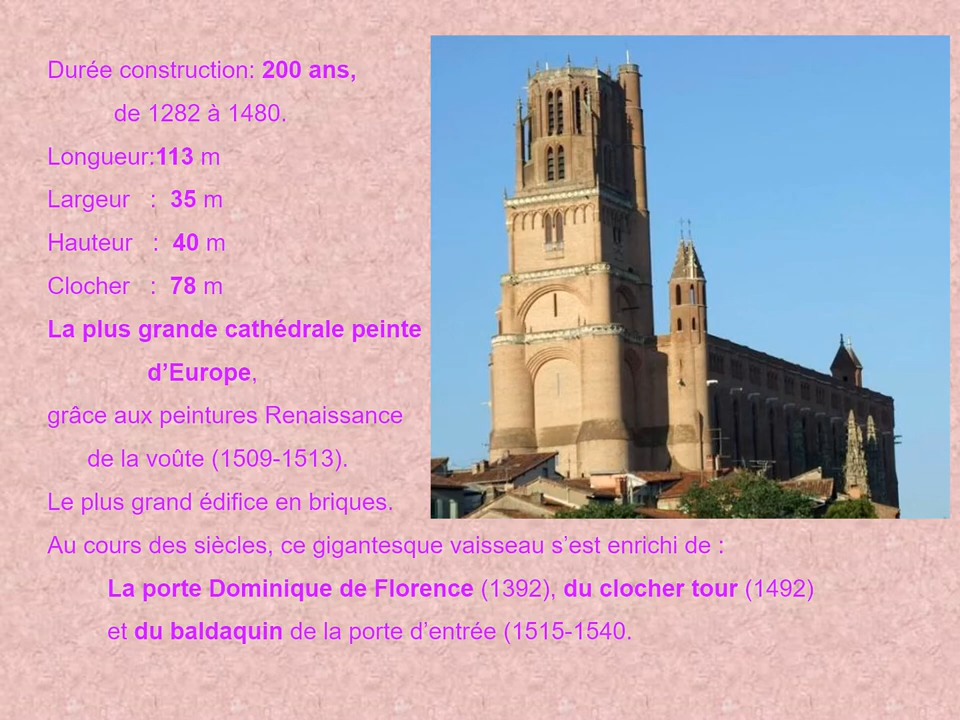 Durée construction: 200 ans,
de 1282 à 1480.
Longueur:113 m
Largeur : 35 m
Hauteur : 40 m
Clocher : 78 m
La plus grande cathédrale peinte
d’Europe,
grâce aux peintures Renaissance
de la voûte (1509-1513).
Le plus grand édifice en briques.
Au cours des siècles, ce gigantesque vaisseau s’est enrichi de :
La porte Dominique de Florence (1392), du clocher tour (1492)
et du baldaquin de la porte d’entrée (1515-1540.